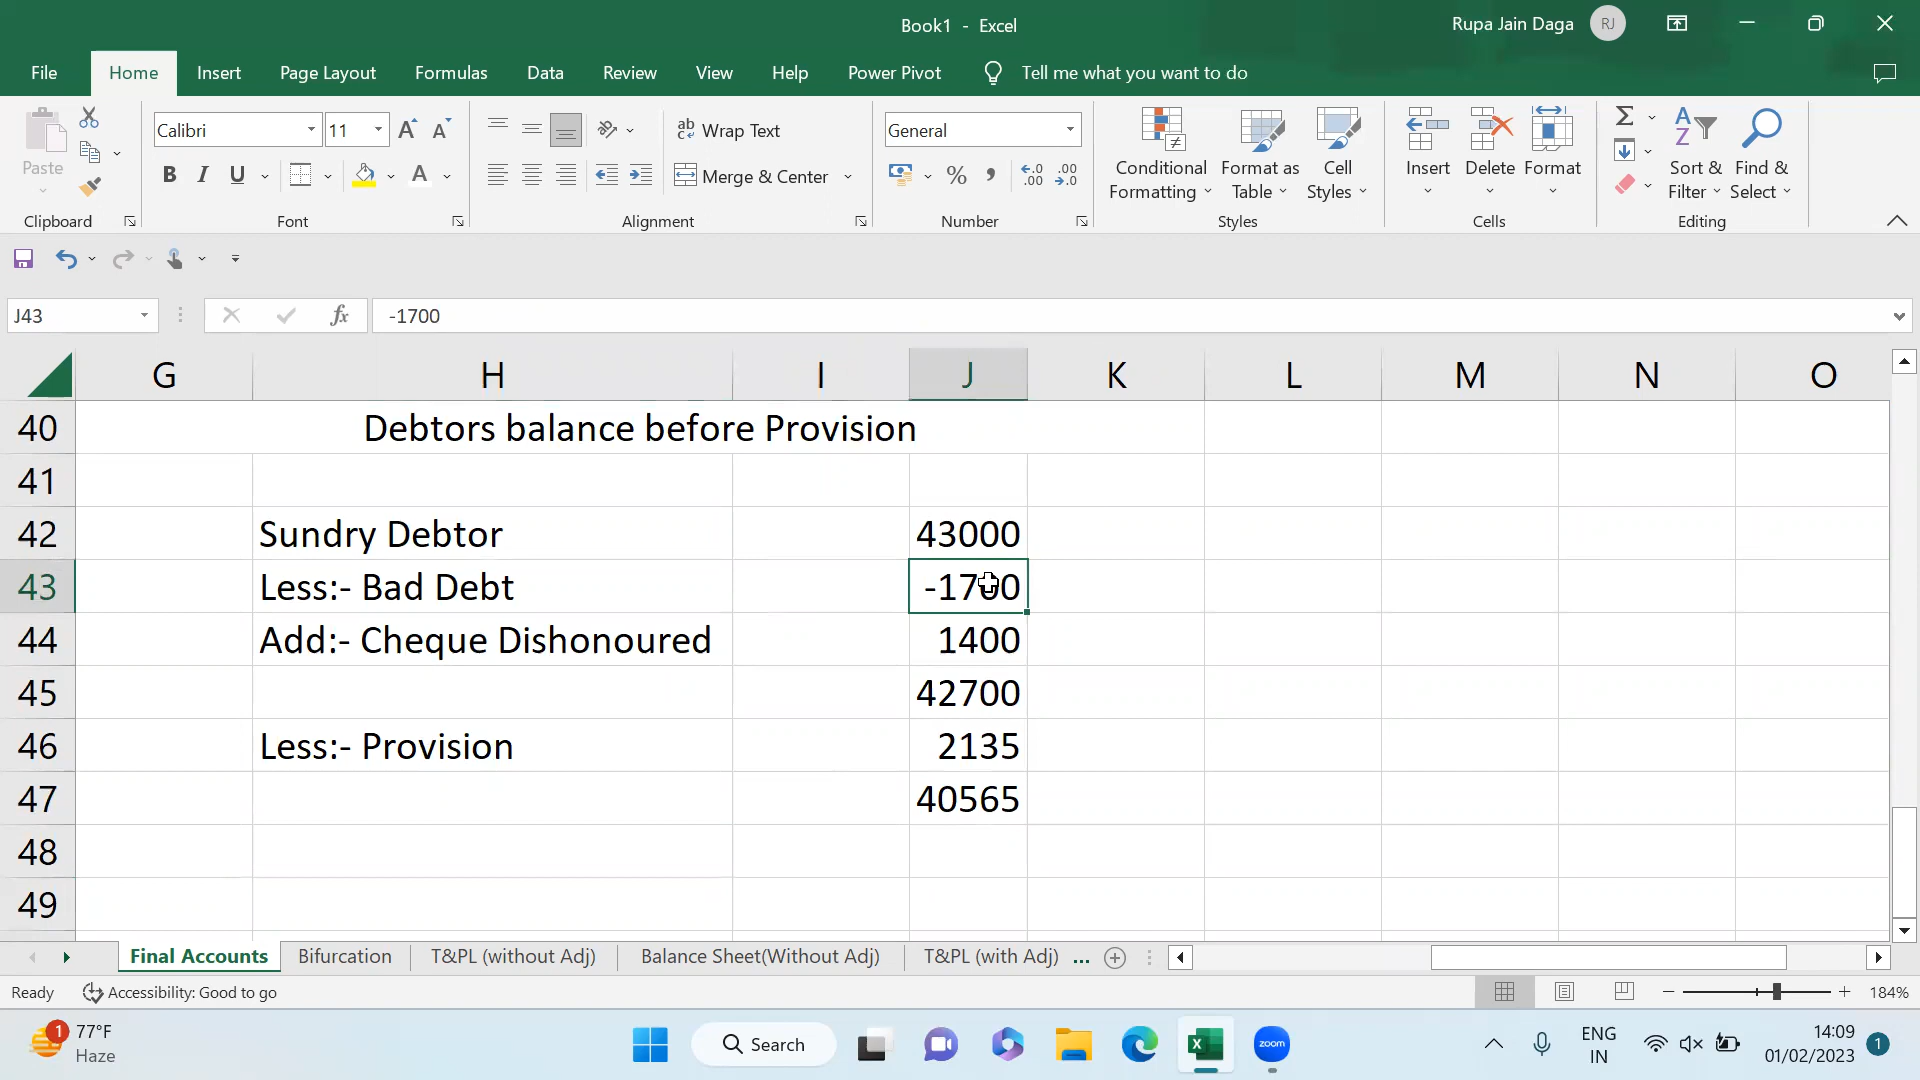 Book1 - Excel
Rupa Jain Daga RJ
File Home Insert Page Layout Formulas Data Review View Help Power Pivot Tell me what you want to do
Calibri 11 ab Wrap Text General
Paste B I U A Merge & Center % Conditional Formatting Format as Table Cell Styles Insert Delete Format Sort & Filter Find & Select
Clipboard Font Alignment Number Styles Cells Editing
J43 fx -1700
G H I J K L M N O
40 Debtors balance before Provision
41
42 Sundry Debtor 43000
43 Less:- Bad Debt -1700
44 Add:- Cheque Dishonoured 1400
45 42700
46 Less:- Provision 2135
47 40565
48
49
Final Accounts Bifurcation T&PL (without Adj) Balance Sheet(Without Adj) T&PL (with Adj) ...
Ready Accessibility: Good to go 184%
1 77°F Haze Search zoom ENG IN 14:09 01/02/2023 1